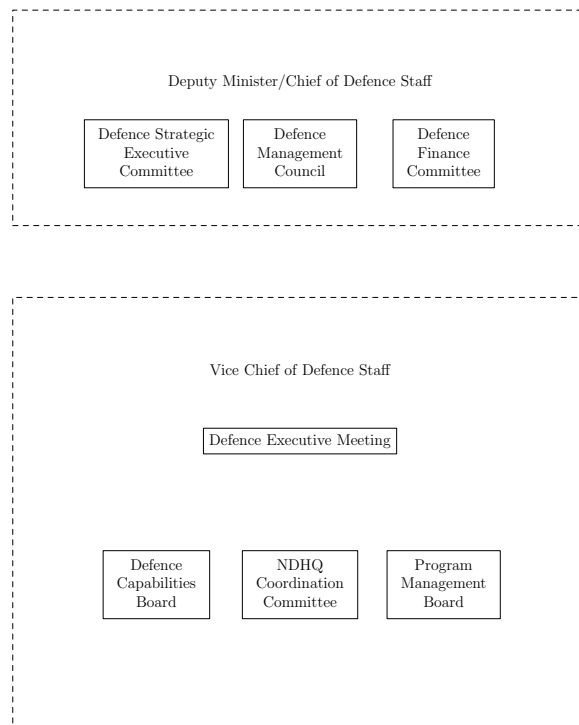 Deputy Minister/Chief of Defence Staff
Defence Strategic
Executive
Committee
Defence
Management
Council
Defence
Finance
Committee
Vice Chief of Defence Staff
Defence Executive Meeting
Defence
Capabilities
Board
NDHQ
Coordination
Committee
Program
Management
Board